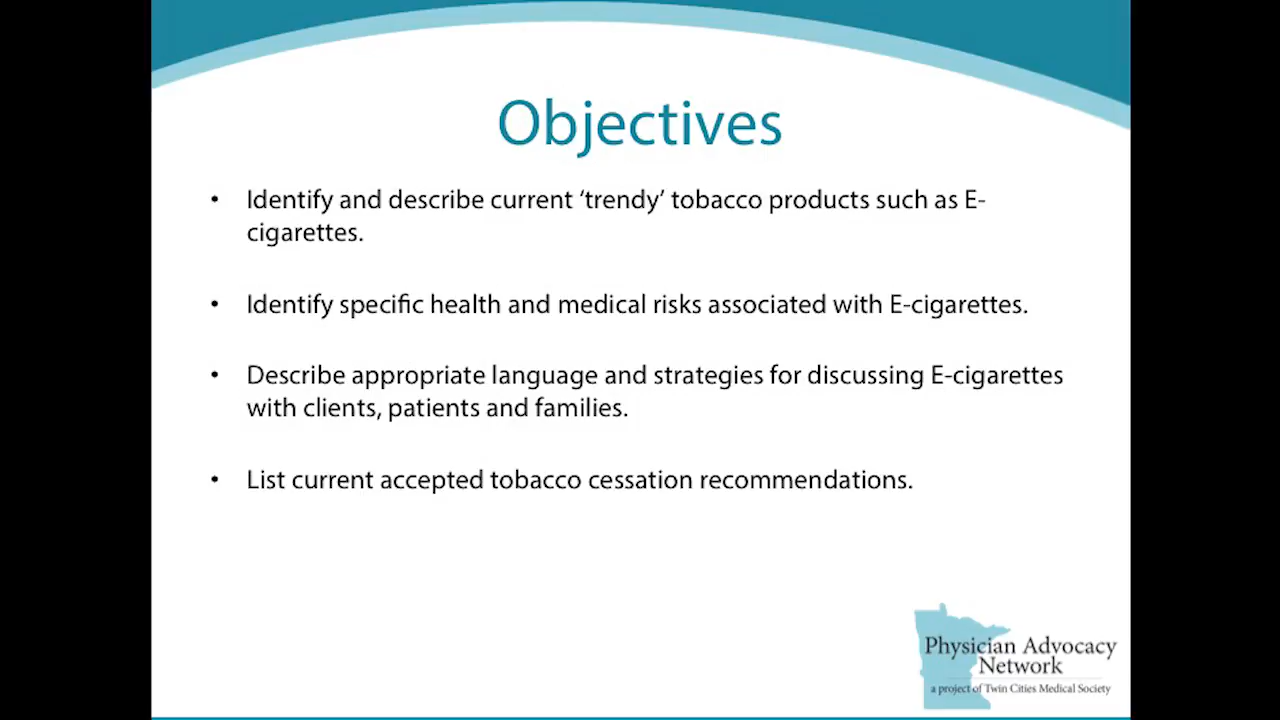 Objectives
• Identify and describe current ‘trendy’ tobacco products such as E-
cigarettes.
• Identify specific health and medical risks associated with E-cigarettes.
• Describe appropriate language and strategies for discussing E-cigarettes
with clients, patients and families.
• List current accepted tobacco cessation recommendations.
Physician Advocacy
Network
a project of Twin Cities Medical Society